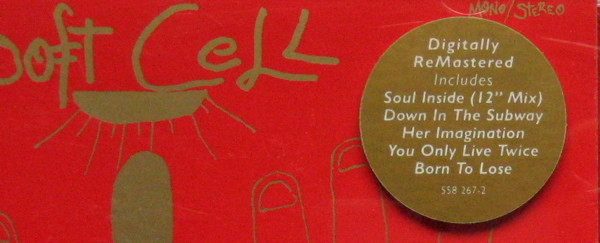 MONO/STEREO
Soft Cell
Digitally
ReMastered
Includes
Soul Inside (12" Mix)
Down In The Subway
Her Imagination
You Only Live Twice
Born To Lose
558 267-2